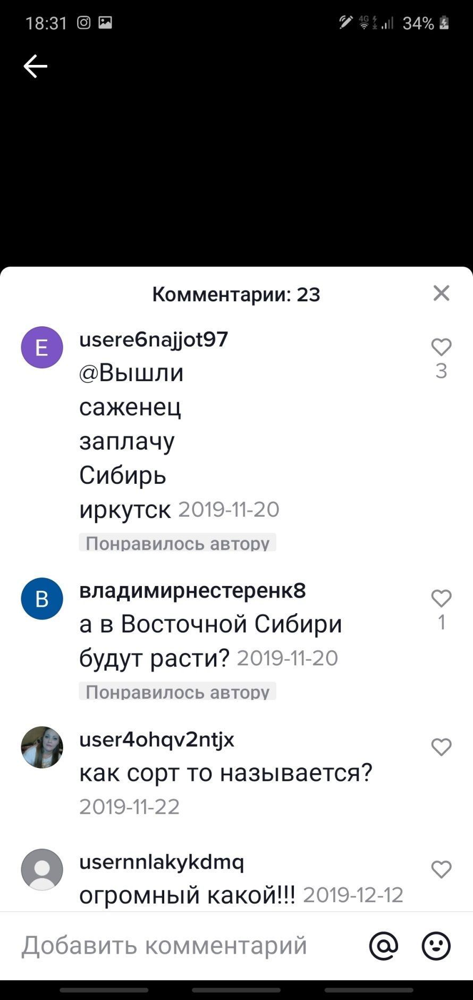 18:31 4G 34%
Комментарии: 23
E
usere6najjot97
@Вышли
саженец
заплачу
Сибирь
иркутск 2019-11-20
Понравилось автору
3
В
владимирнестеренк8
а в Восточной Сибири
будут расти? 2019-11-20
Понравилось автору
1
user4ohqv2ntjx
как сорт то называется?
2019-11-22
usernnlakykdmq
огромный какой!!! 2019-12-12
Добавить комментарий @